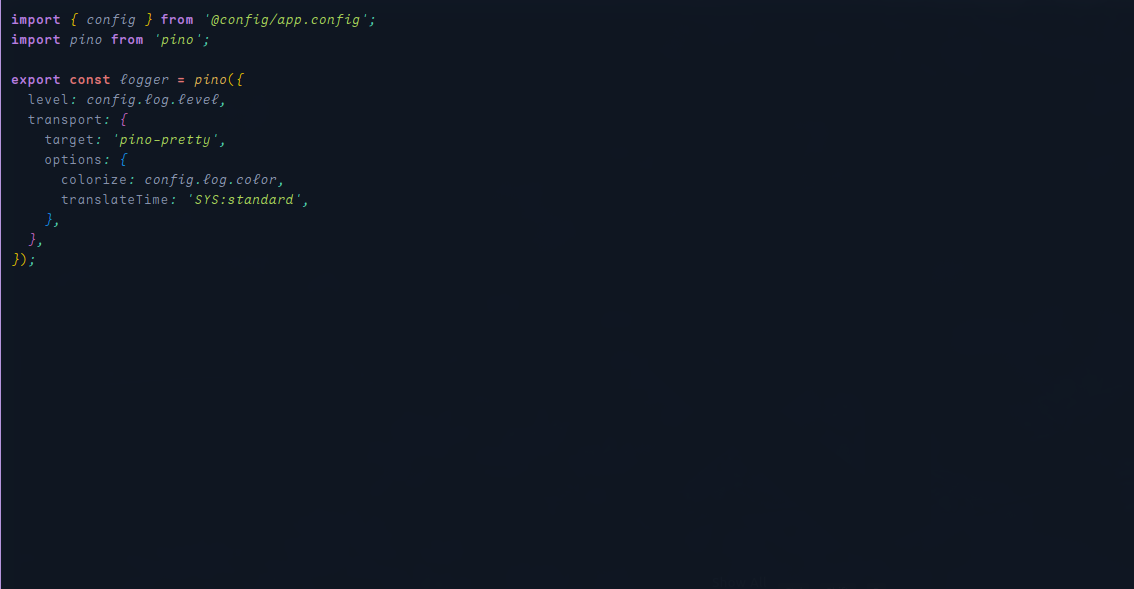 import { config } from '@config/app.config';
import pino from 'pino';

export const logger = pino({
  level: config.log.level,
  transport: {
    target: 'pino-pretty',
    options: {
      colorize: config.log.color,
      translateTime: 'SYS:standard',
    },
  },
});